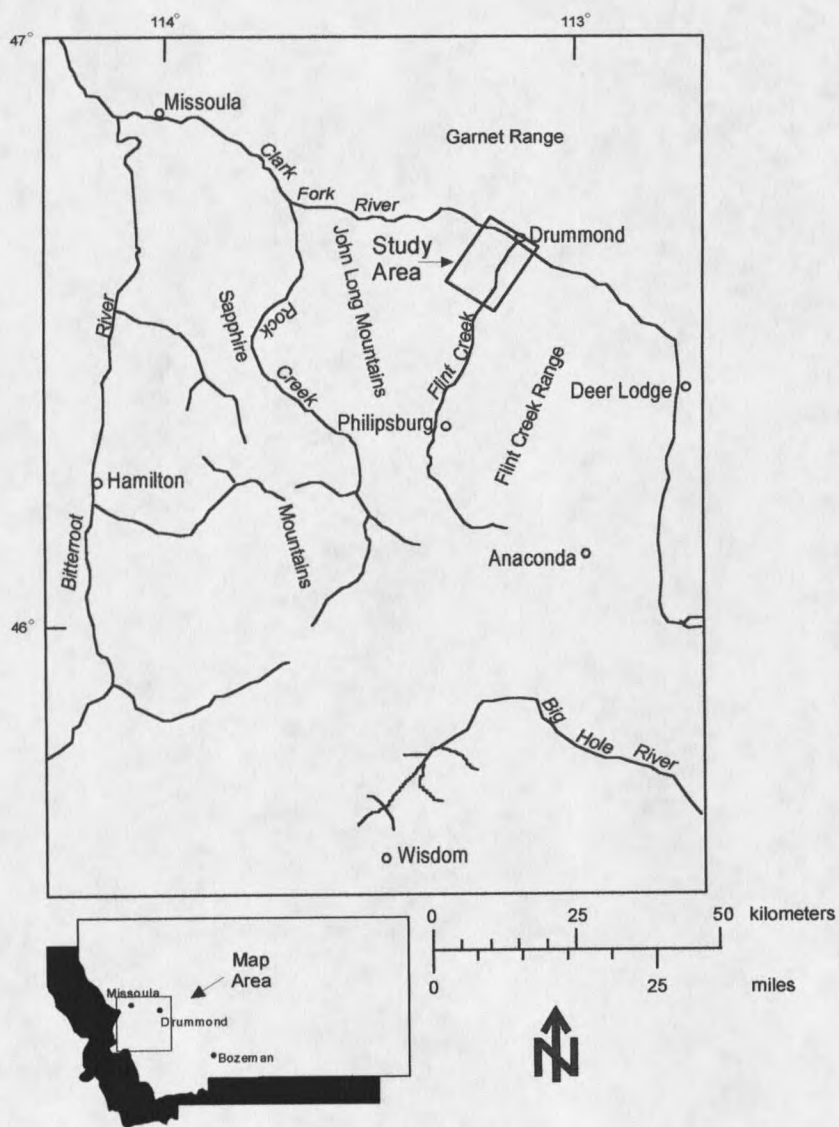 114° 113°
47°
Missoula
Garnet Range
Clark
Fork River
Drummond
Study
Area
John Long Mountains
Sapphire
Rock
River
Creek
Flint Creek
Deer Lodge
Philipsburg
Flint Creek Range
Hamilton
Mountains
Bitterroot
Anaconda
46°
Big
Hole River
Wisdom
0 25 50 kilometers
0 25 miles
Map
Area
Missoula
Drummond
Bozeman
N